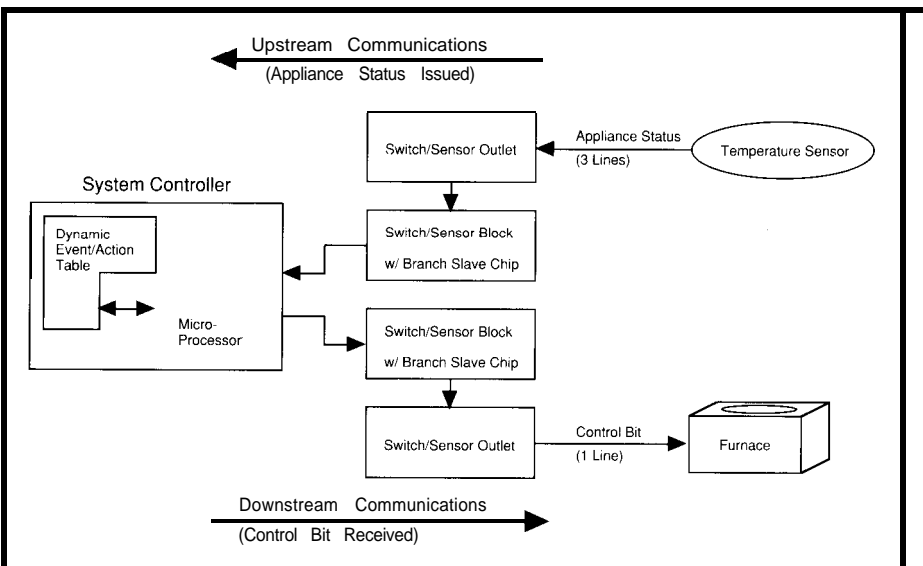 Upstream Communications
(Appliance Status Issued)
Switch/Sensor Outlet
Appliance Status
(3 Lines)
Temperature Sensor
System Controller
Dynamic
Event/Action
Table
Micro-
Processor
Switch/Sensor Block
w/ Branch Slave Chip
Switch/Sensor Block
w/ Branch Slave Chip
Switch/Sensor Outlet
Control Bit
(1 Line)
Furnace
Downstream Communications
(Control Bit Received)